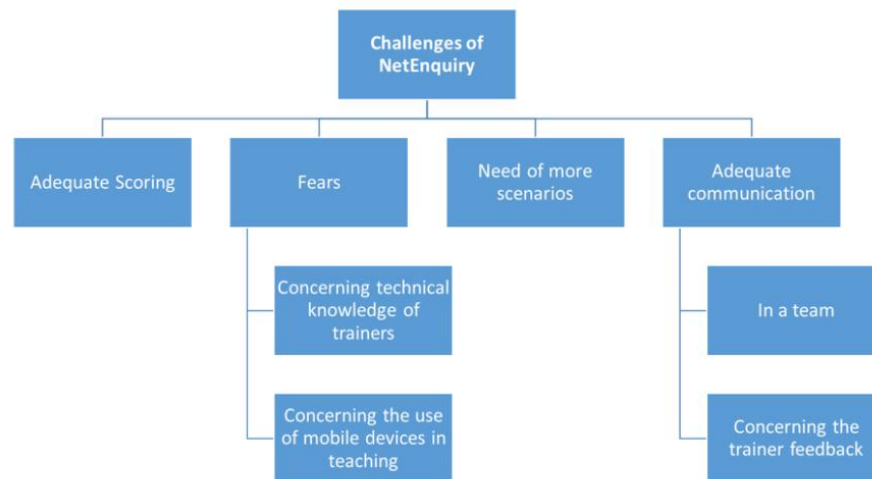 Challenges of
NetEnquiry
Adequate Scoring
Fears
Need of more
scenarios
Adequate
communication
Concerning technical
knowledge of
trainers
In a team
Concerning the use
of mobile devices in
teaching
Concerning the
trainer feedback